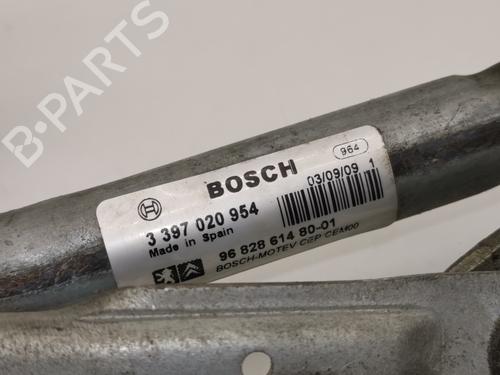 B-PARTS
BOSCH
964
3 397 020 954
03/09/09 1
Made in Spain
96 828 614 80-01
BOSCH-MOTEV CEP CEM00